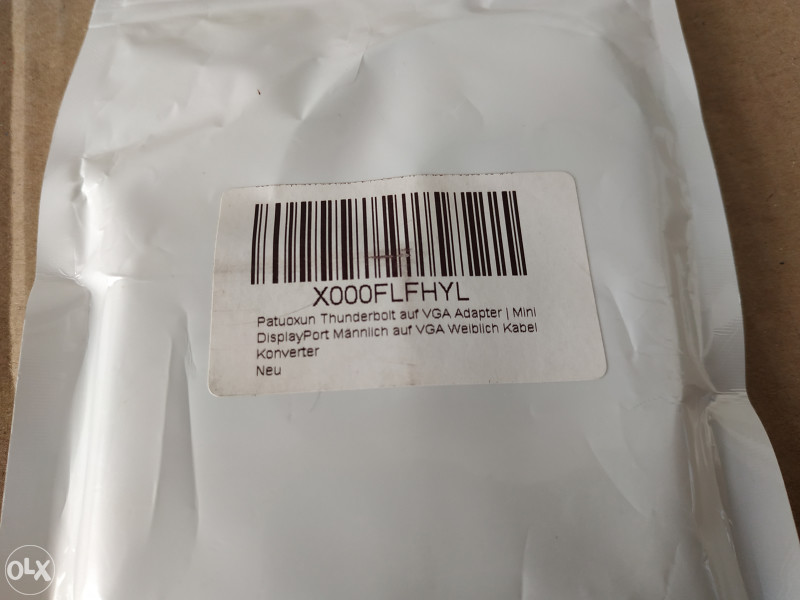 X000FLFHYL
Patuoxun Thunderbolt auf VGA Adapter | Mini
DisplayPort Männlich auf VGA Weiblich Kabel
Konverter
Neu
OLX